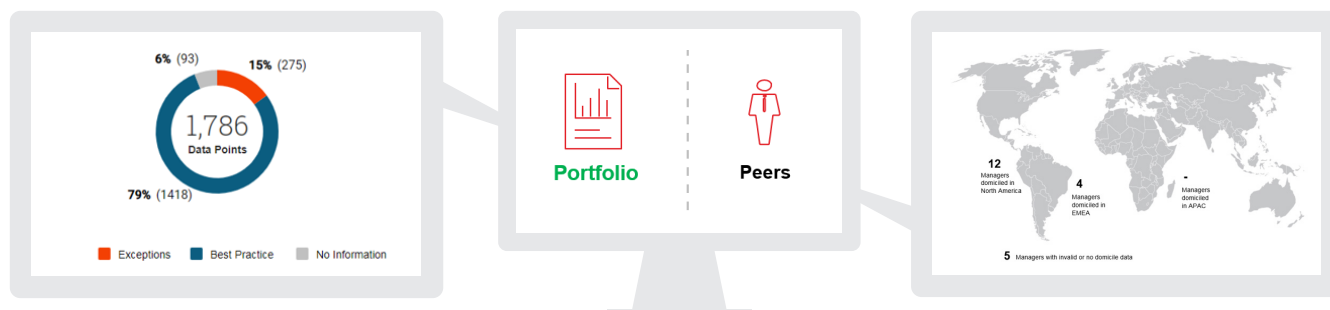 6% (93)
15% (275)
1,786
Data Points
79% (1418)
Exceptions
Best Practice
No Information
Portfolio
Peers
12
Managers
domiciled in
North America
4
Managers
domiciled in
EMEA
-
Managers
domiciled
in APAC
5 Managers with invalid or no domicile data